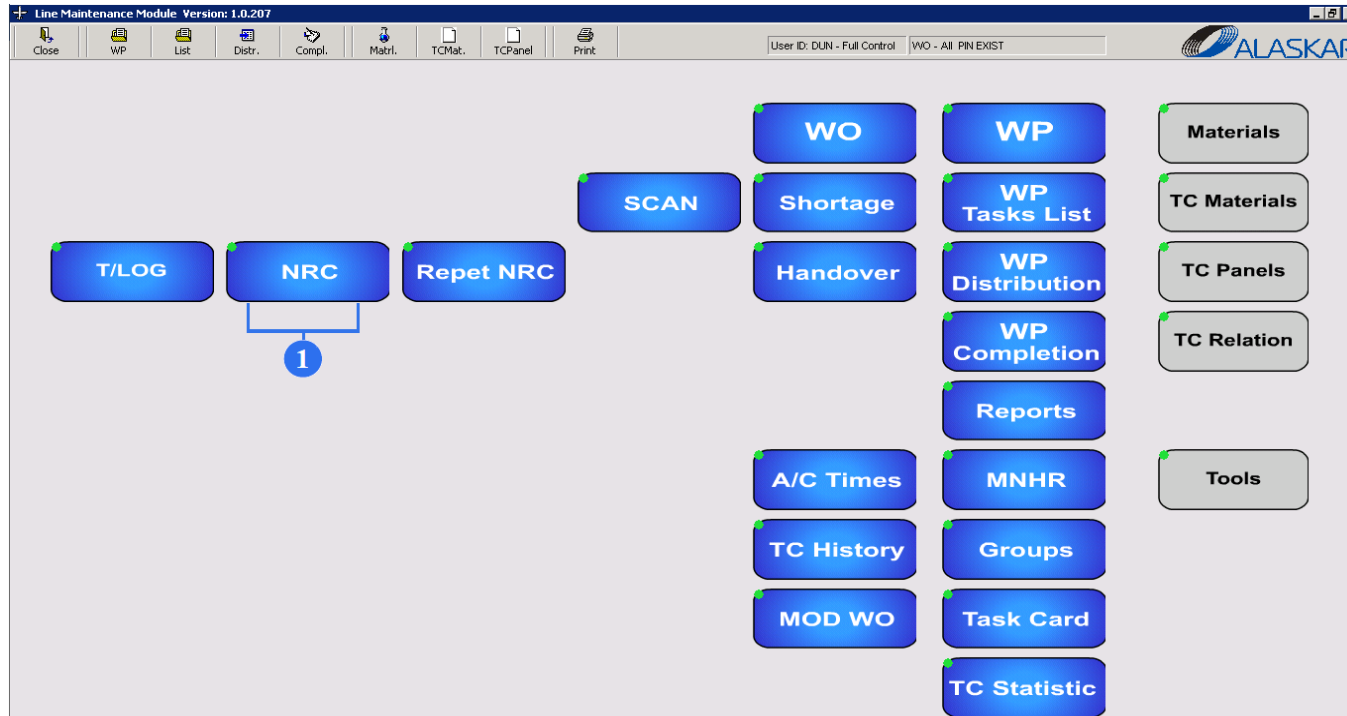 Line Maintenance Module Version: 1.0.207
Close WP List Distr. Compl. Matrl. TCMat. TCPanel Print
User ID: DUN - Full Control WO - All PIN EXIST
WO WP Materials
SCAN Shortage WP Tasks List TC Materials
T/LOG NRC Repet NRC Handover WP Distribution TC Panels
1
WP Completion TC Relation
Reports
A/C Times MNHR Tools
TC History Groups
MOD WO Task Card
TC Statistic